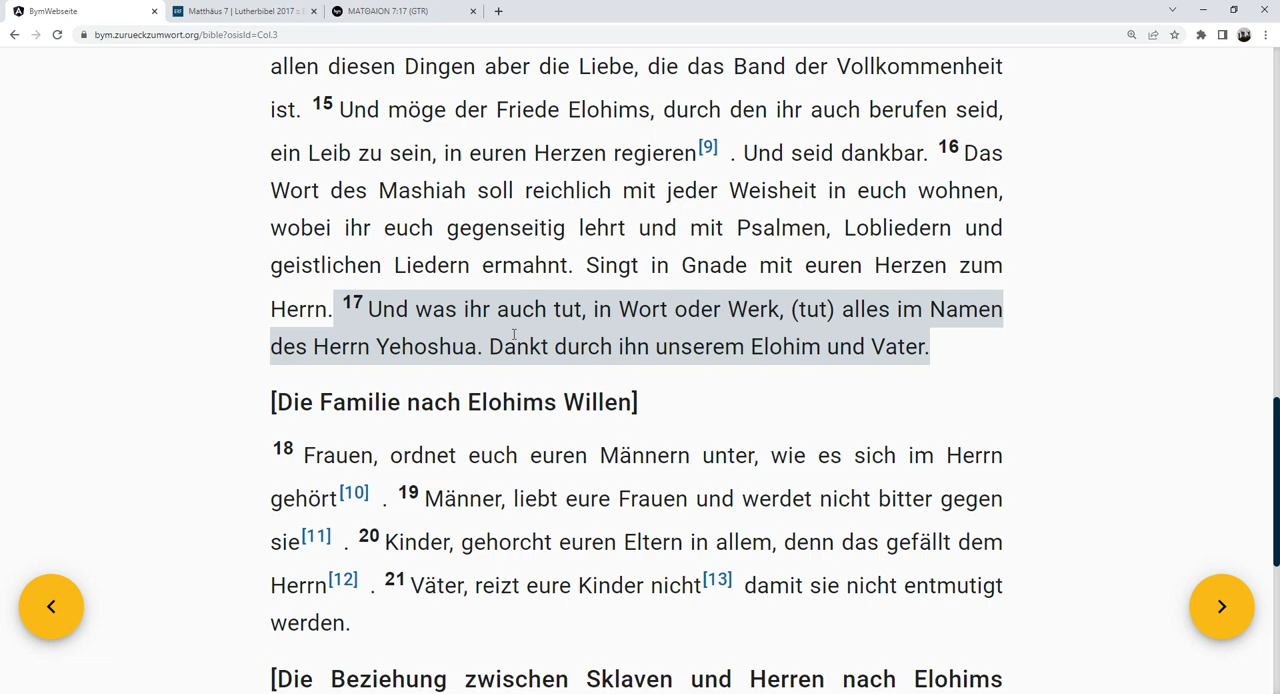 BymWebseite
Matthäus 7 | Lutherbibel 2017 ::
ΜΑΤΘΑΙΟΝ 7:17 (GTR)
bym.zurueckzumwort.org/bible?osisId=Col.3
allen diesen Dingen aber die Liebe, die das Band der Vollkommenheit
ist. 15 Und möge der Friede Elohims, durch den ihr auch berufen seid,
ein Leib zu sein, in euren Herzen regieren[9] . Und seid dankbar. 16 Das
Wort des Mashiah soll reichlich mit jeder Weisheit in euch wohnen,
wobei ihr euch gegenseitig lehrt und mit Psalmen, Lobliedern und
geistlichen Liedern ermahnt. Singt in Gnade mit euren Herzen zum
Herrn. 17 Und was ihr auch tut, in Wort oder Werk, (tut) alles im Namen
des Herrn Yehoshua. Dankt durch ihn unserem Elohim und Vater.
[Die Familie nach Elohims Willen]
18 Frauen, ordnet euch euren Männern unter, wie es sich im Herrn
gehört[10] . 19 Männer, liebt eure Frauen und werdet nicht bitter gegen
sie[11] . 20 Kinder, gehorcht euren Eltern in allem, denn das gefällt dem
Herrn[12] . 21 Väter, reizt eure Kinder nicht[13] damit sie nicht entmutigt
werden.
[Die Beziehung zwischen Sklaven und Herren nach Elohims